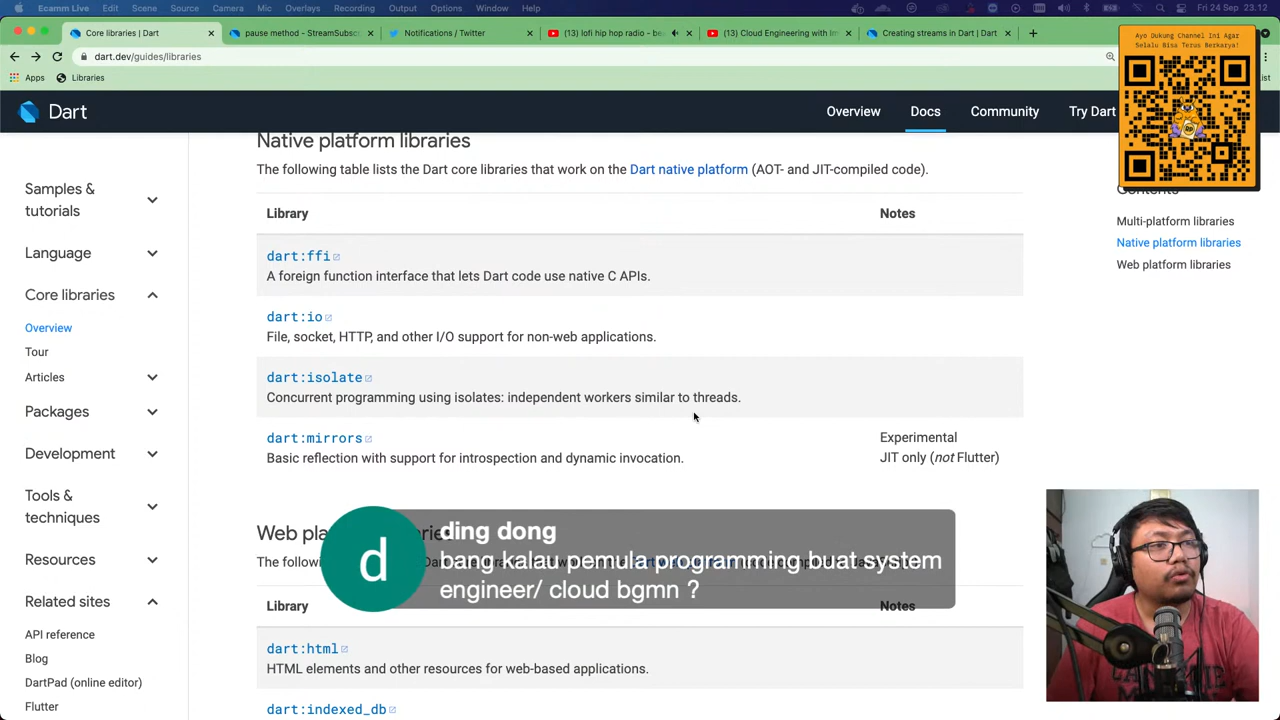 Ecamm Live
Edit
Scene
Source
Camera
Mic
Overlays
Recording
Output
Options
Window
Help
Fri 24 Sep 23.12
Core libraries | Dart
pause method - StreamSubsc
Notifications / Twitter
(13) lofi hip hop radio - bea
(13) Cloud Engineering with Im
Creating streams in Dart | Dart
dart.dev/guides/libraries
Apps
Libraries
Ayo Dukung Channel Ini Agar
Selalu Bisa Terus Berkarya!
Dart
Overview
Docs
Community
Try Dart
Samples &
tutorials
Language
Core libraries
Overview
Tour
Articles
Packages
Development
Tools &
techniques
Resources
Related sites
API reference
Blog
DartPad (online editor)
Flutter
Native platform libraries
The following table lists the Dart core libraries that work on the Dart native platform (AOT- and JIT-compiled code).
Library
Notes
dart:ffi
A foreign function interface that lets Dart code use native C APIs.
dart:io
File, socket, HTTP, and other I/O support for non-web applications.
dart:isolate
Concurrent programming using isolates: independent workers similar to threads.
dart:mirrors
Basic reflection with support for introspection and dynamic invocation.
Experimental
JIT only (not Flutter)
Web
The
d
ding dong
bang kalau pemula programming buat system
engineer/ cloud bgmn ?
Library
Notes
dart:html
HTML elements and other resources for web-based applications.
dart:indexed_db
Contents
Multi-platform libraries
Native platform libraries
Web platform libraries